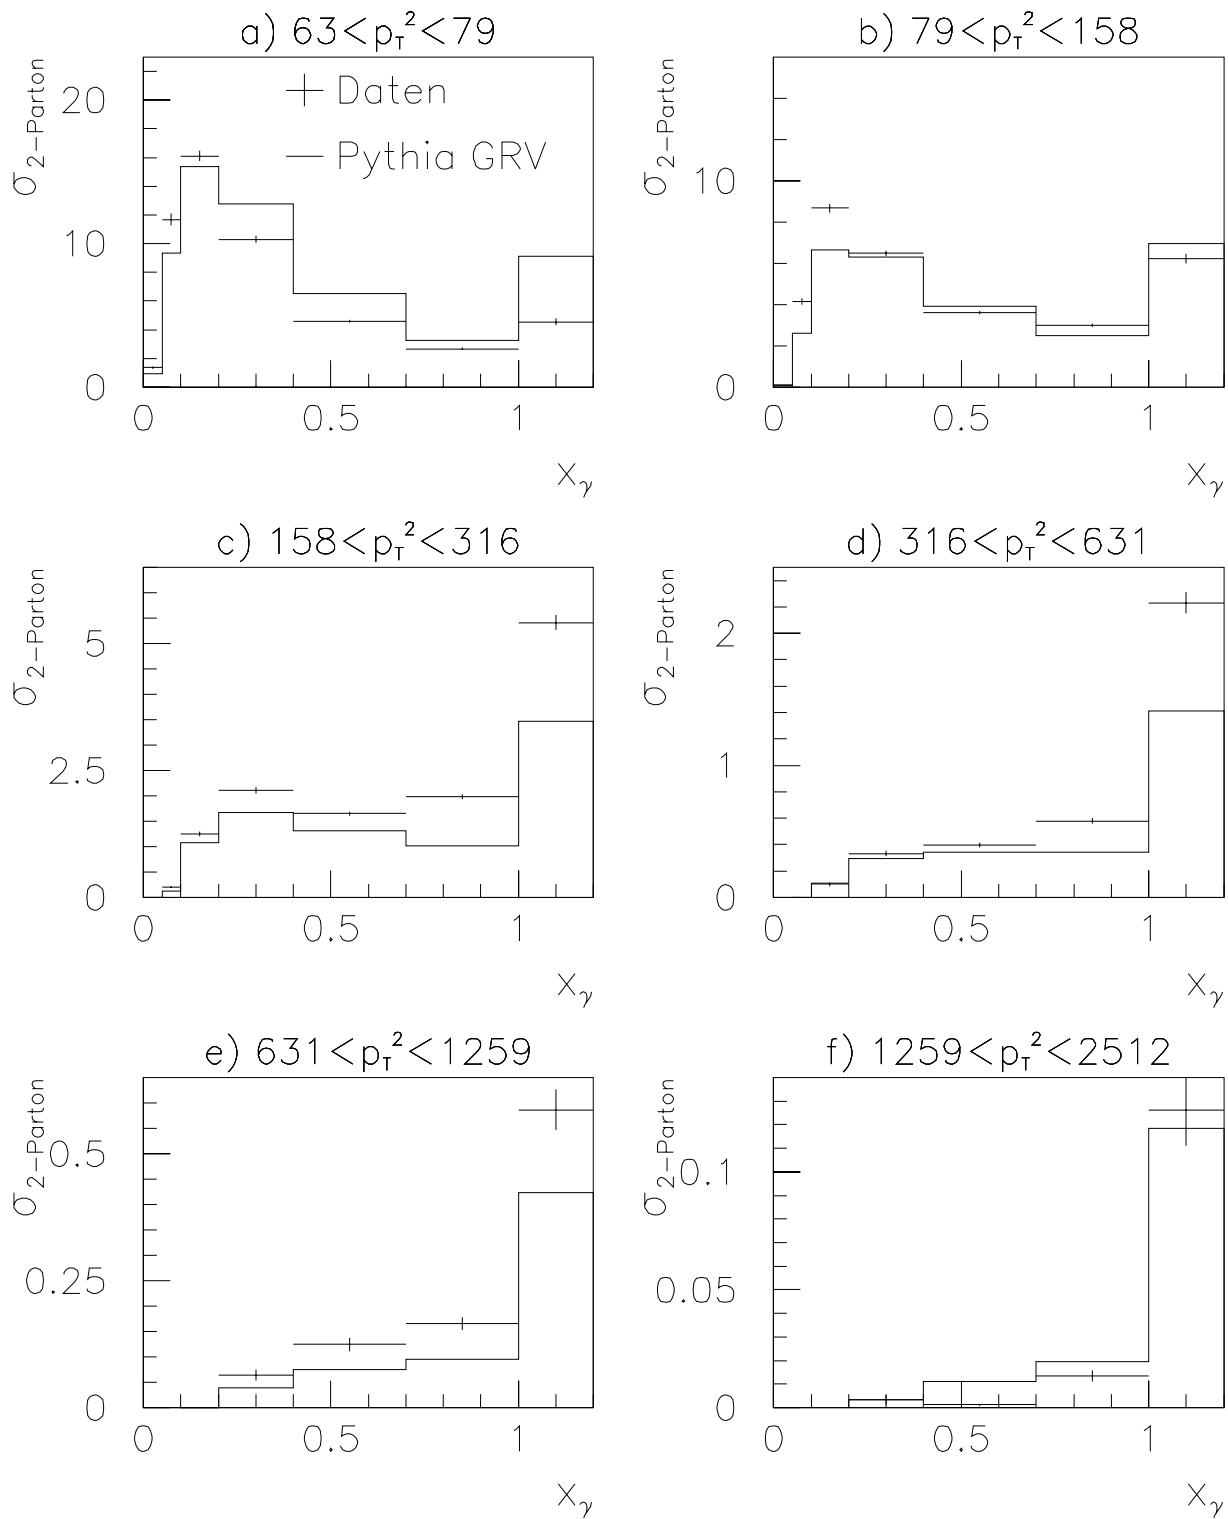 a) 63<p_T^2<79
σ_2-Parton
20
10
0
Daten
Pythia GRV
0 0.5 1
x_γ
b) 79<p_T^2<158
σ_2-Parton
10
0
0 0.5 1
x_γ
c) 158<p_T^2<316
σ_2-Parton
5
2.5
0
0 0.5 1
x_γ
d) 316<p_T^2<631
σ_2-Parton
2
1
0
0 0.5 1
x_γ
e) 631<p_T^2<1259
σ_2-Parton
0.5
0.25
0
0 0.5 1
x_γ
f) 1259<p_T^2<2512
σ_2-Parton
0.1
0.05
0
0 0.5 1
x_γ